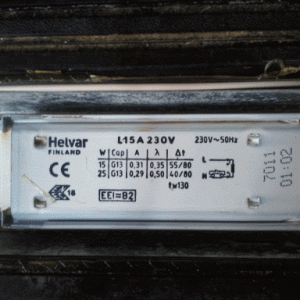 Helvar
FINLAND
L15A 230V
230V~50Hz
W Cap A λ Δt
15 G13 0,31 0,35 55/80
25 G13 0,29 0,50 40/80
tw130
EEI=B2
L
N
CE
16
7011
01:02